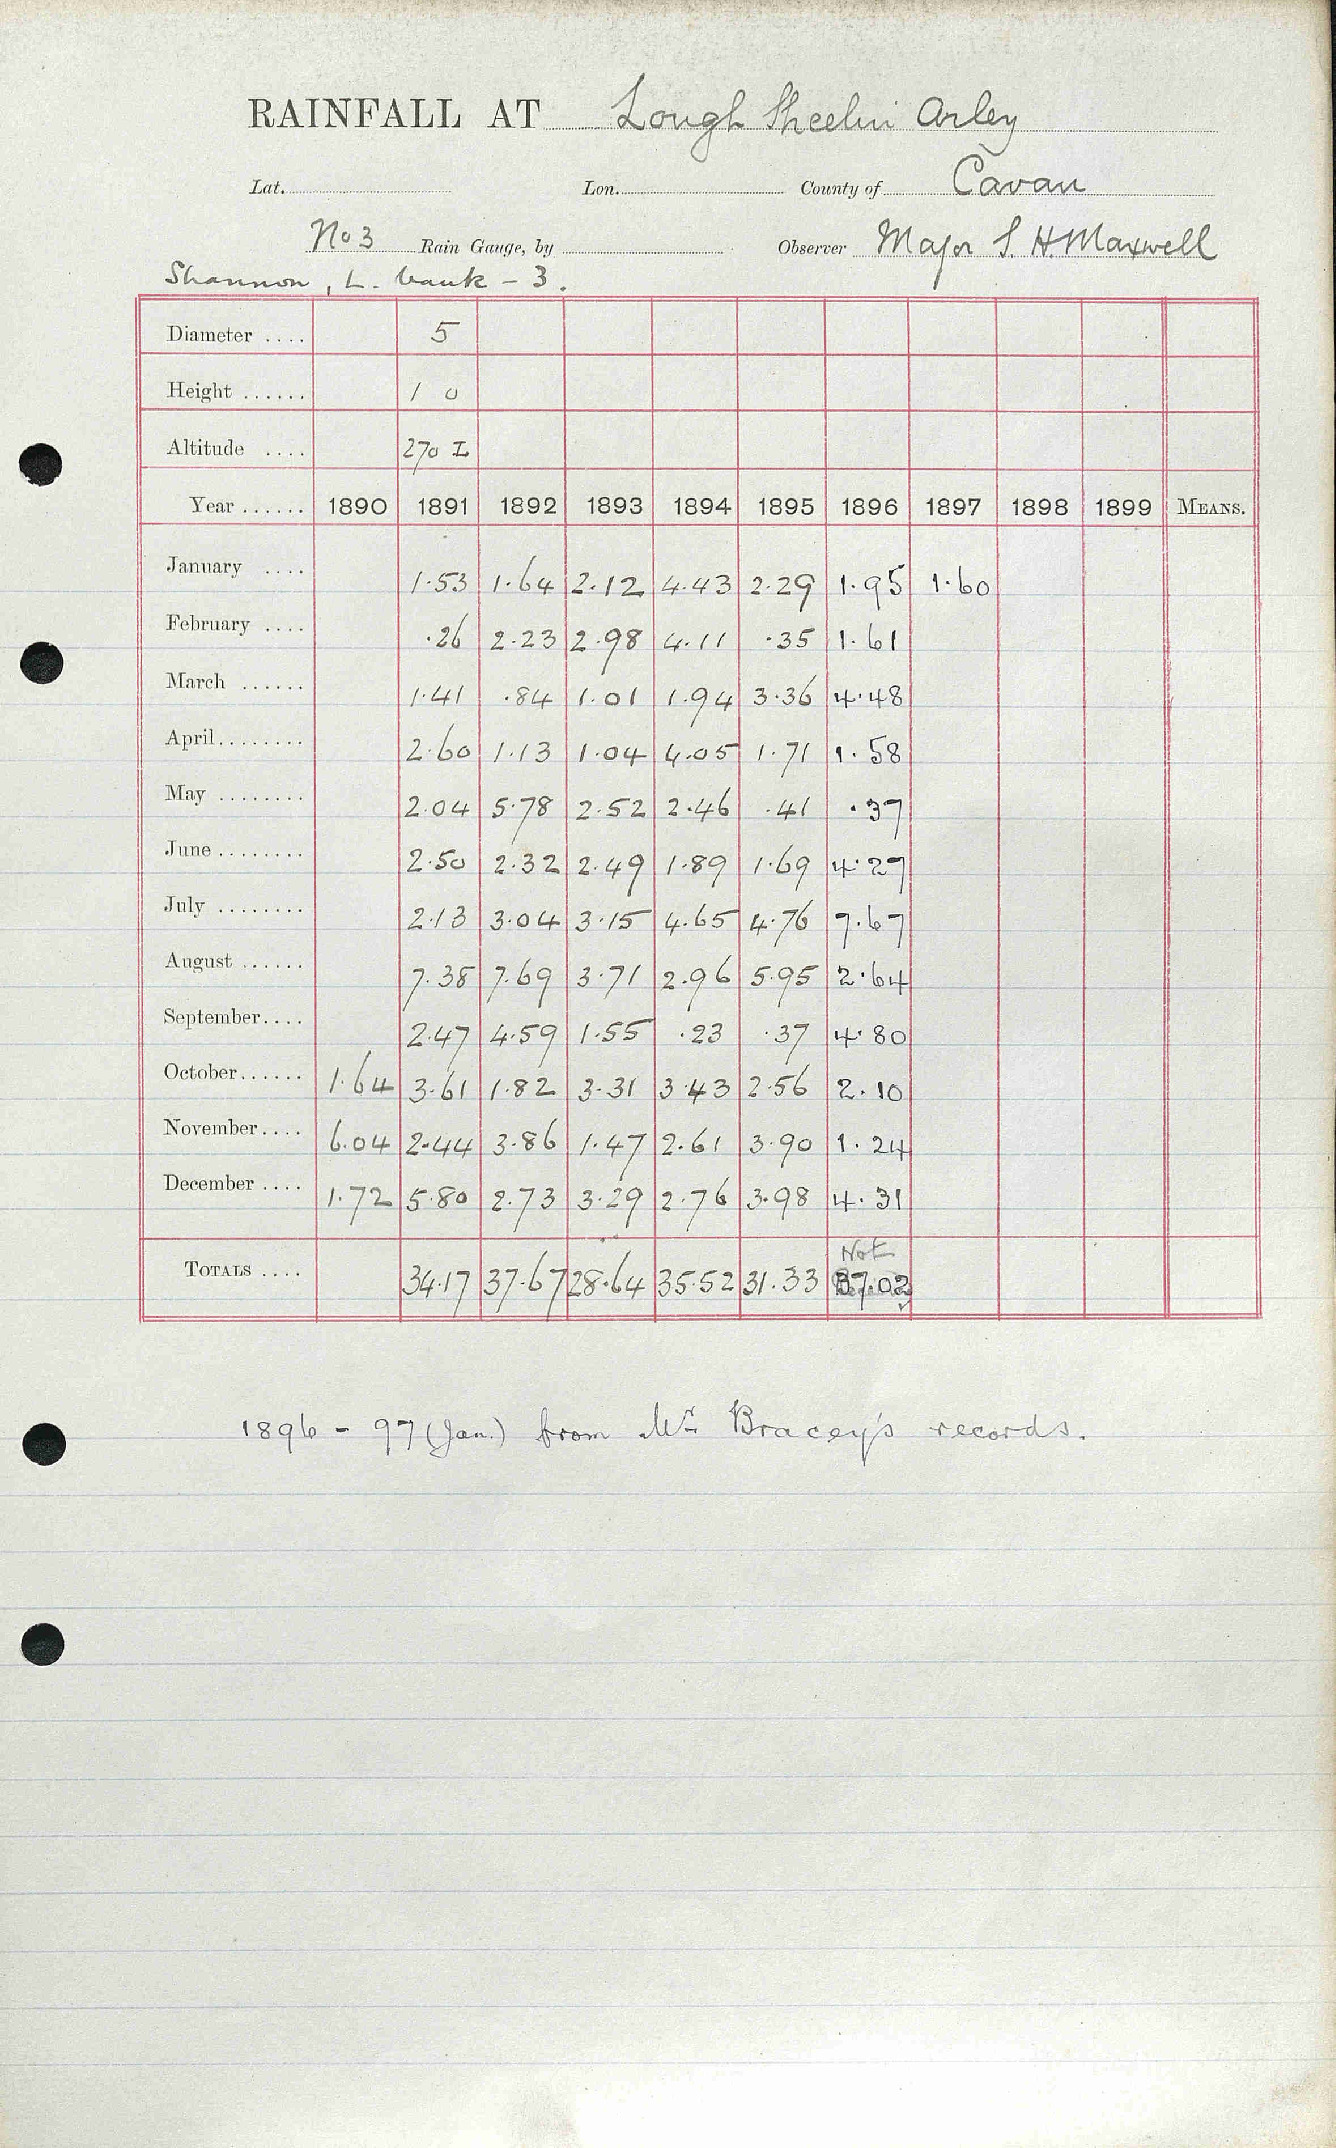 RAINFALL AT Lough Sheelin Arley
Lat. Lon. County of Cavan
No 3 Rain Gauge, by Observer Major S. H. Maxwell
Shannon, L. bank - 3.
Diameter .... 5
Height ...... 1 0
Altitude .... 270 I
Year ...... 1890 1891 1892 1893 1894 1895 1896 1897 1898 1899 MEANS.
January .... 1.53 1.64 2.12 4.43 2.29 1.95 1.60
February .... .26 2.23 2.98 4.11 .35 1.61
March ...... 1.41 .84 1.01 1.94 3.36 4.48
April........ 2.60 1.13 1.04 4.05 1.71 1.58
May ........ 2.04 5.78 2.52 2.46 .41 .37
June........ 2.50 2.32 2.49 1.89 1.69 4.27
July ........ 2.13 3.04 3.15 4.65 4.76 7.67
August ...... 7.38 7.69 3.71 2.96 5.95 2.64
September.... 2.47 4.59 1.55 .23 .37 4.80
October...... 1.64 3.61 1.82 3.31 3.43 2.56 2.10
November.... 6.04 2.44 3.86 1.47 2.61 3.90 1.24
December .... 1.72 5.80 2.73 3.29 2.76 3.98 4.31
Not
TOTALS .... 34.17 37.67 28.64 35.52 31.33 37.02
1896 - 97 (Jan.) from Mr Bracey's records.